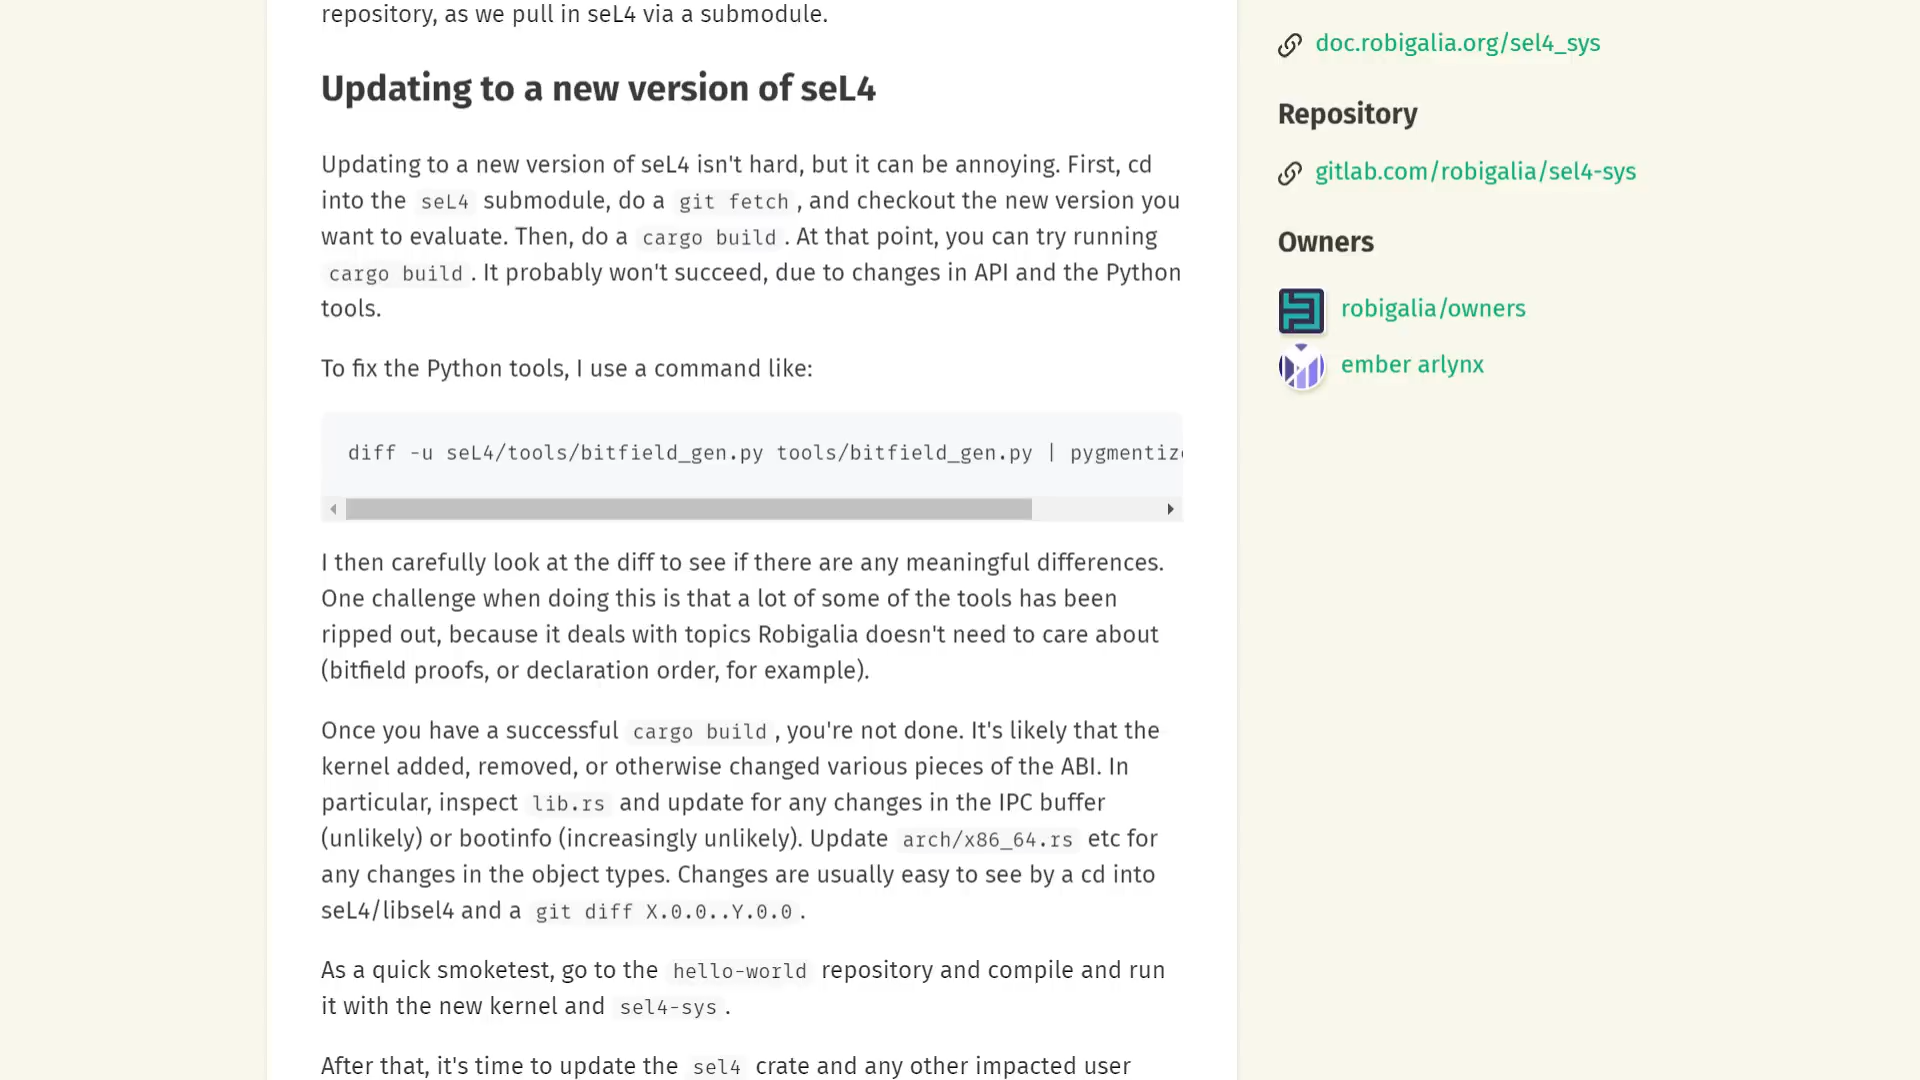 repository, as we pull in seL4 via a submodule.
Updating to a new version of seL4
Updating to a new version of seL4 isn't hard, but it can be annoying. First, cd
into the seL4 submodule, do a git fetch, and checkout the new version you
want to evaluate. Then, do a cargo build. At that point, you can try running
cargo build. It probably won't succeed, due to changes in API and the Python
tools.
To fix the Python tools, I use a command like:
diff -u seL4/tools/bitfield_gen.py tools/bitfield_gen.py | pygmentize
I then carefully look at the diff to see if there are any meaningful differences.
One challenge when doing this is that a lot of some of the tools has been
ripped out, because it deals with topics Robigalia doesn't need to care about
(bitfield proofs, or declaration order, for example).
Once you have a successful cargo build, you're not done. It's likely that the
kernel added, removed, or otherwise changed various pieces of the ABI. In
particular, inspect lib.rs and update for any changes in the IPC buffer
(unlikely) or bootinfo (increasingly unlikely). Update arch/x86_64.rs etc for
any changes in the object types. Changes are usually easy to see by a cd into
seL4/libsel4 and a git diff X.0.0..Y.0.0.
As a quick smoketest, go to the hello-world repository and compile and run
it with the new kernel and sel4-sys.
After that, it's time to update the sel4 crate and any other impacted user
doc.robigalia.org/sel4_sys
Repository
gitlab.com/robigalia/sel4-sys
Owners
robigalia/owners
ember arlynx